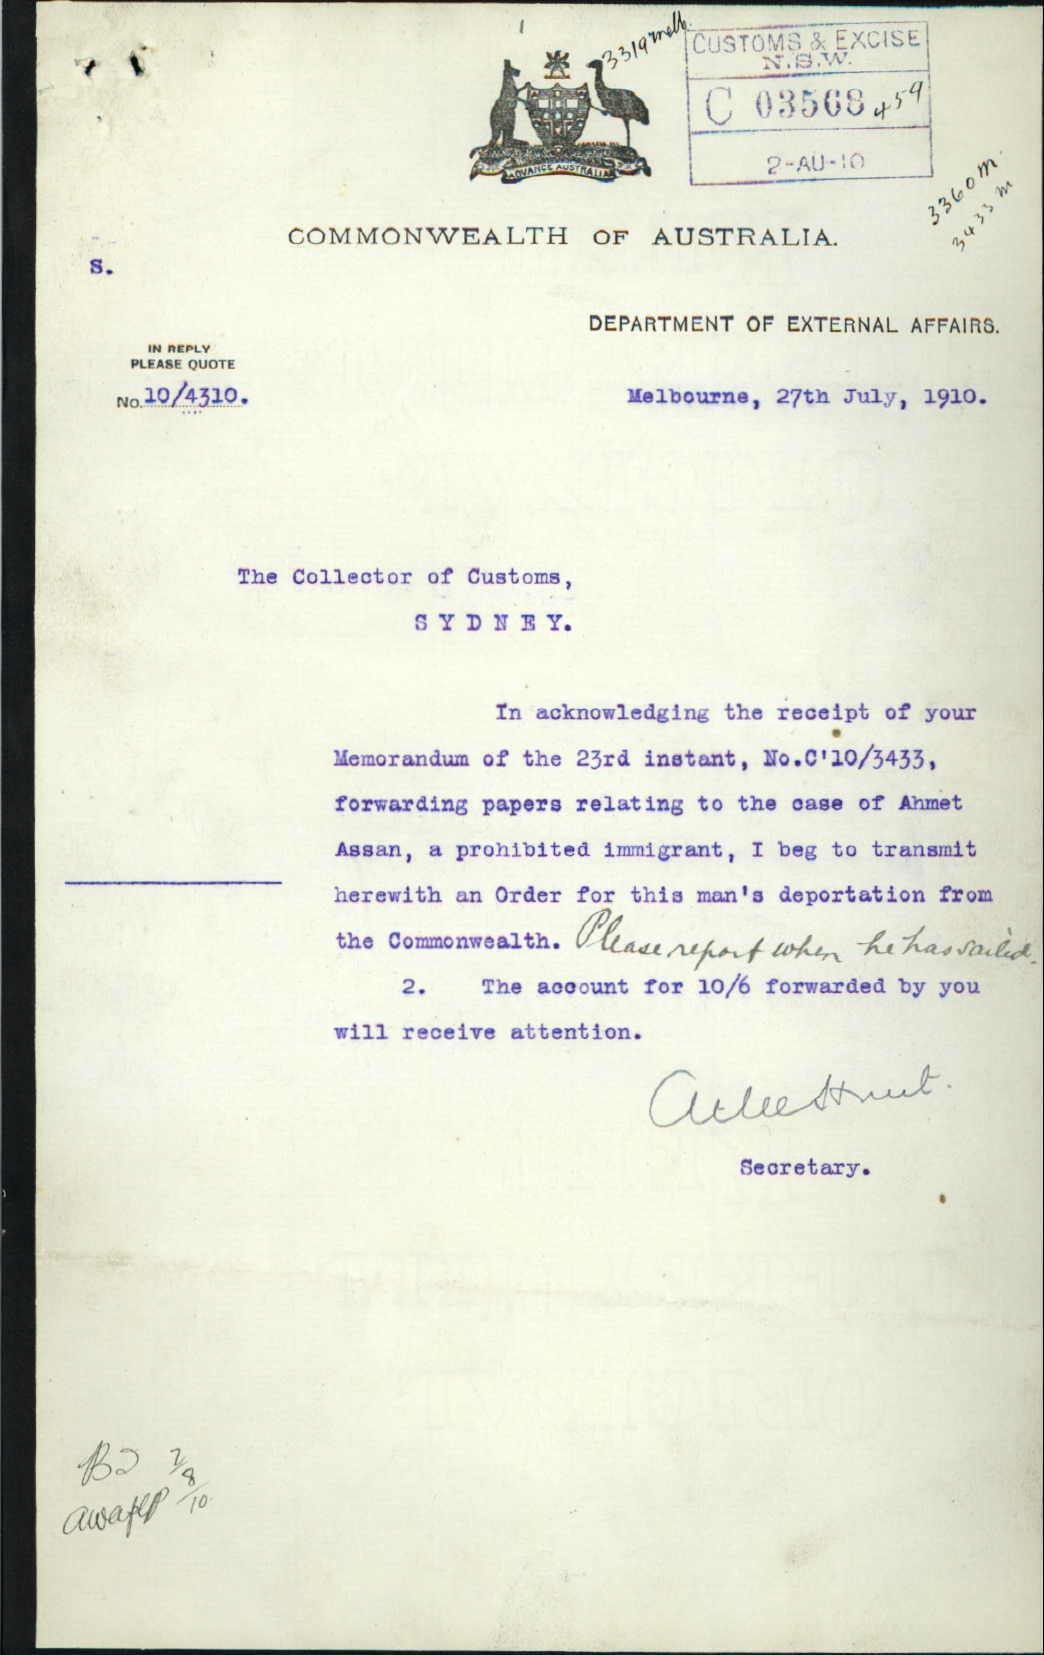 3319 melb.
CUSTOMS & EXCISE
N.S.W.
C 03568 459
2-AU-10
3360 M
3433 M
ADVANCE AUSTRALIA
COMMONWEALTH OF AUSTRALIA.
S.
DEPARTMENT OF EXTERNAL AFFAIRS.
IN REPLY
PLEASE QUOTE
No. 10/4310.
Melbourne, 27th July, 1910.
The Collector of Customs,
S Y D N E Y.
In acknowledging the receipt of your
Memorandum of the 23rd instant, No.C'10/3433,
forwarding papers relating to the case of Ahmet
Assan, a prohibited immigrant, I beg to transmit
herewith an Order for this man's deportation from
the Commonwealth. Please report when he has sailed.
2. The account for 10/6 forwarded by you
will receive attention.
Atlee Hunt.
Secretary.
B2 2/8/10